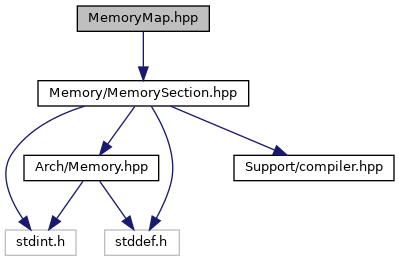 MemoryMap.hpp
Memory/MemorySection.hpp
Arch/Memory.hpp
Support/compiler.hpp
stdint.h
stddef.h